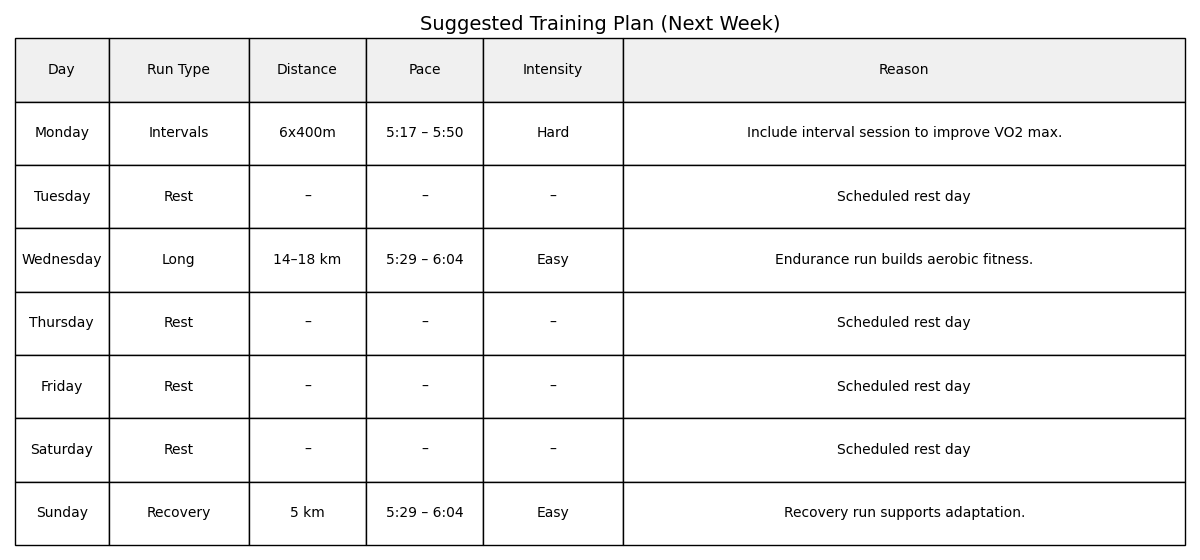 Suggested Training Plan (Next Week)
Day Run Type Distance Pace Intensity Reason
Monday Intervals 6x400m 5:17 – 5:50 Hard Include interval session to improve VO2 max.
Tuesday Rest – – – Scheduled rest day
Wednesday Long 14–18 km 5:29 – 6:04 Easy Endurance run builds aerobic fitness.
Thursday Rest – – – Scheduled rest day
Friday Rest – – – Scheduled rest day
Saturday Rest – – – Scheduled rest day
Sunday Recovery 5 km 5:29 – 6:04 Easy Recovery run supports adaptation.